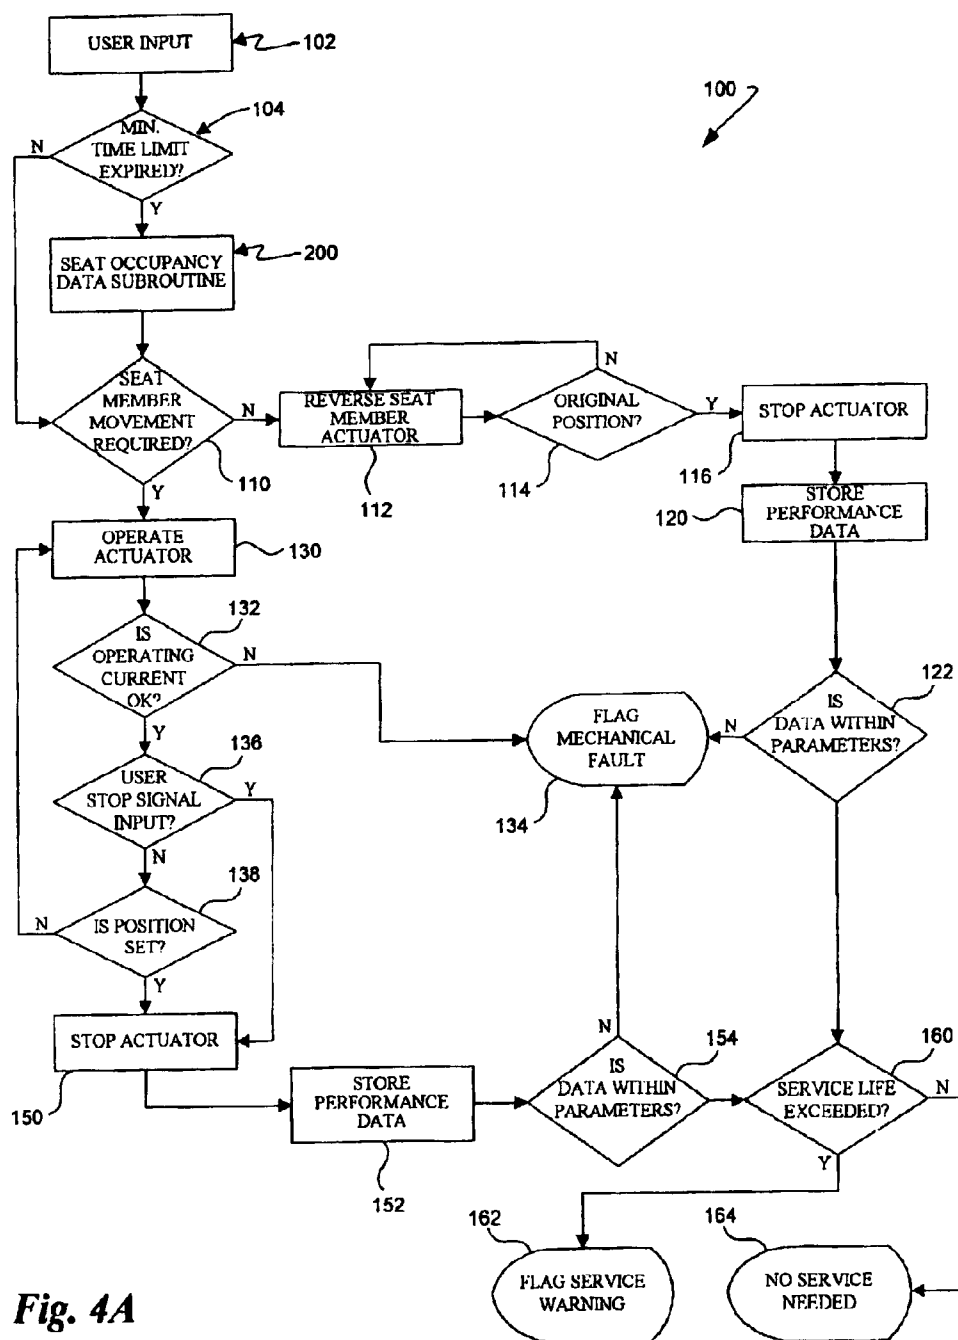 USER INPUT
102
100
104
MIN.
TIME LIMIT
EXPIRED?
N
Y
200
SEAT OCCUPANCY
DATA SUBROUTINE
SEAT
MEMBER
MOVEMENT
REQUIRED?
N
Y
110
REVERSE SEAT
MEMBER
ACTUATOR
112
N
ORIGINAL
POSITION?
Y
114
STOP ACTUATOR
116
STORE
PERFORMANCE
DATA
120
OPERATE
ACTUATOR
130
132
IS
OPERATING
CURRENT
OK?
N
Y
122
IS
DATA WITHIN
PARAMETERS?
N
FLAG
MECHANICAL
FAULT
134
136
USER
STOP SIGNAL
INPUT?
Y
N
138
IS POSITION
SET?
N
Y
STOP ACTUATOR
150
STORE
PERFORMANCE
DATA
152
N
154
IS
DATA WITHIN
PARAMETERS?
160
SERVICE LIFE
EXCEEDED?
N
Y
162
FLAG SERVICE
WARNING
164
NO SERVICE
NEEDED
Fig. 4A